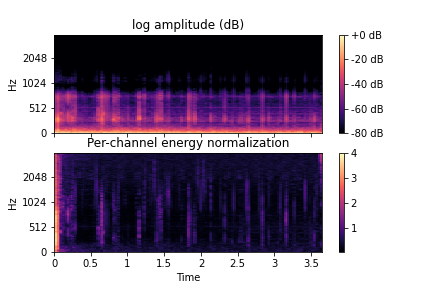 log amplitude (dB)
Hz
2048
1024
512
0
+0 dB
-20 dB
-40 dB
-60 dB
-80 dB
Per-channel energy normalization
Hz
2048
1024
512
0
4
3
2
1
0 0.5 1 1.5 2 2.5 3 3.5
Time